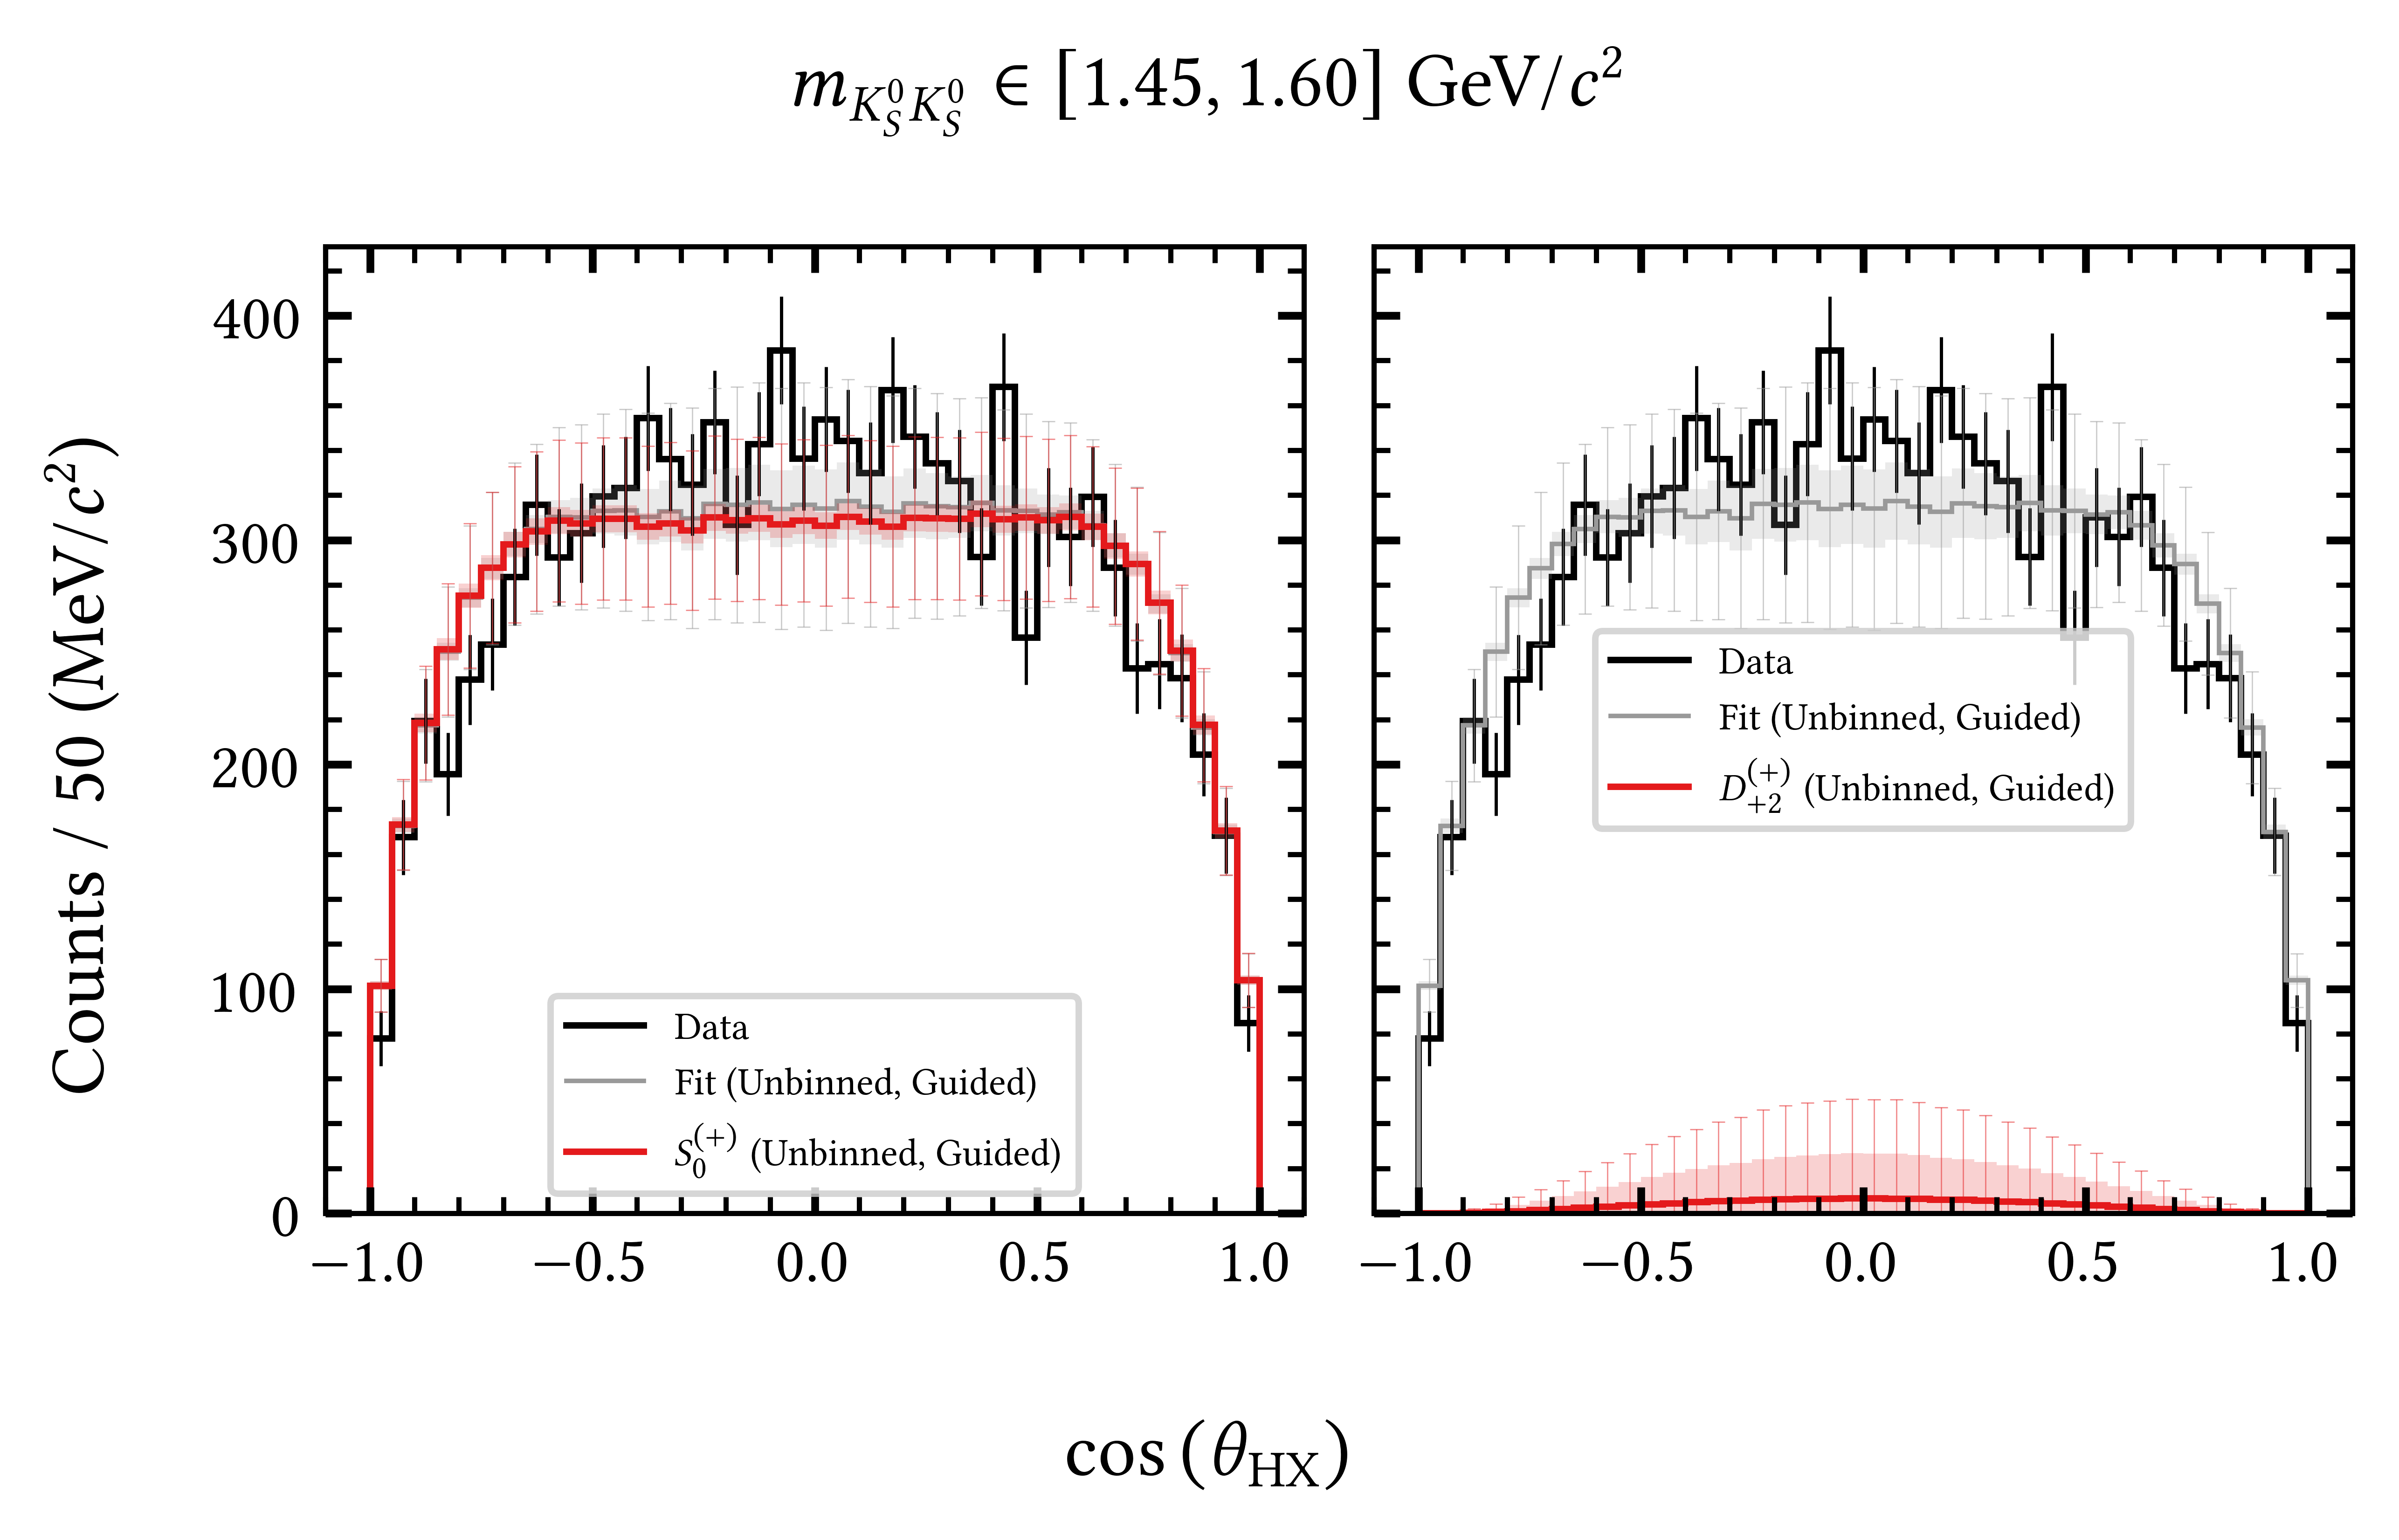 m_{K_S^0 K_S^0} ∈ [1.45, 1.60] GeV/c²
Counts / 50 (MeV/c²)
400
300
200
100
0
Data
Fit (Unbinned, Guided)
S_0^{(+)} (Unbinned, Guided)
Data
Fit (Unbinned, Guided)
D_{+2}^{(+)} (Unbinned, Guided)
−1.0 −0.5 0.0 0.5 1.0
−1.0 −0.5 0.0 0.5 1.0
cos (θ_{HX})